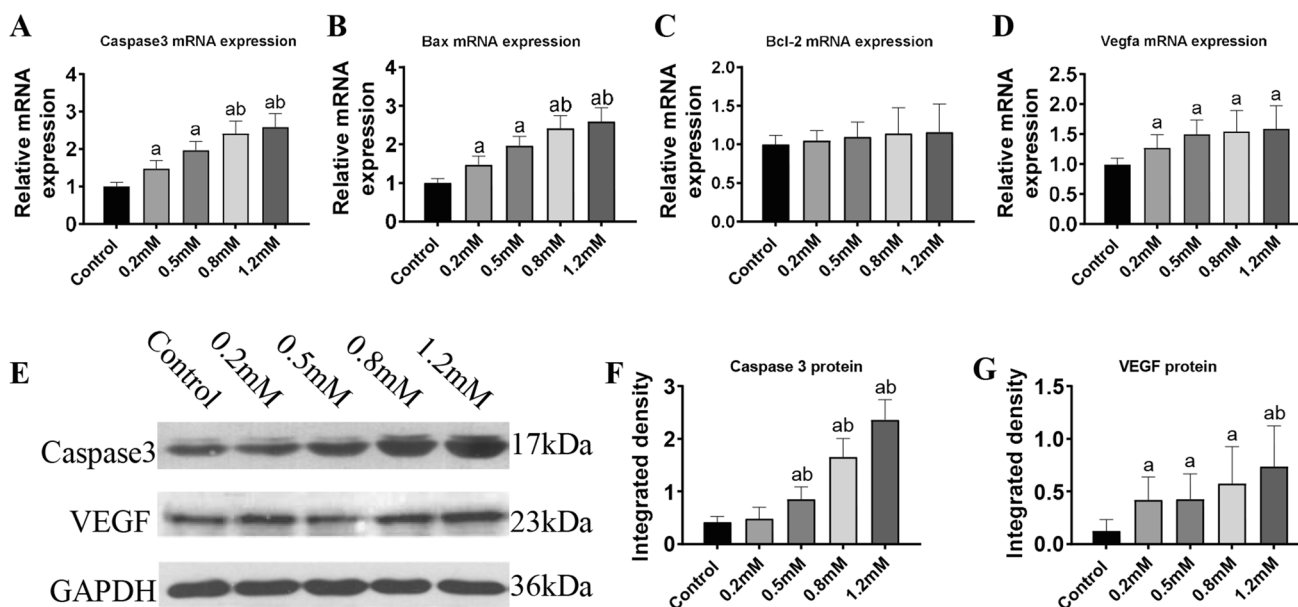 A
Caspase3 mRNA expression
Relative mRNA
expression
4
3
2
1
0
a
a
ab
ab
Control
0.2mM
0.5mM
0.8mM
1.2mM
B
Bax mRNA expression
Relative mRNA
expression
4
3
2
1
0
a
a
ab
ab
Control
0.2mM
0.5mM
0.8mM
1.2mM
C
Bcl-2 mRNA expression
Relative mRNA
expression
2.0
1.5
1.0
0.5
0.0
Control
0.2mM
0.5mM
0.8mM
1.2mM
D
Vegfa mRNA expression
Relative mRNA
expression
2.5
2.0
1.5
1.0
0.5
0.0
a
a
a
a
Control
0.2mM
0.5mM
0.8mM
1.2mM
E
Control
0.2mM
0.5mM
0.8mM
1.2mM
Caspase3
17kDa
VEGF
23kDa
GAPDH
36kDa
F
Caspase 3 protein
Integrated density
3
2
1
0
ab
ab
ab
Control
0.2mM
0.5mM
0.8mM
1.2mM
G
VEGF protein
Integrated density
1.5
1.0
0.5
0.0
a
a
a
ab
Control
0.2mM
0.5mM
0.8mM
1.2mM